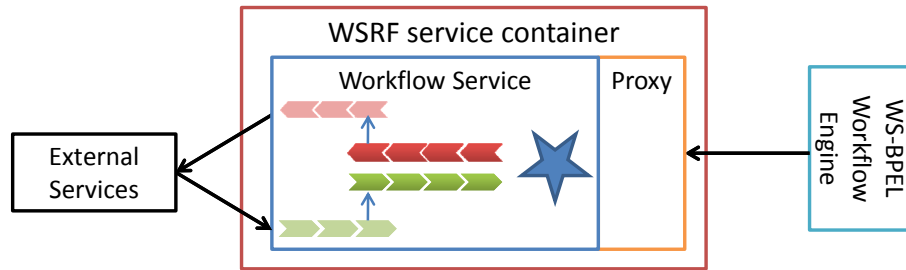 WSRF service container
Workflow Service
Proxy
External
Services
WS-BPEL
Workflow
Engine